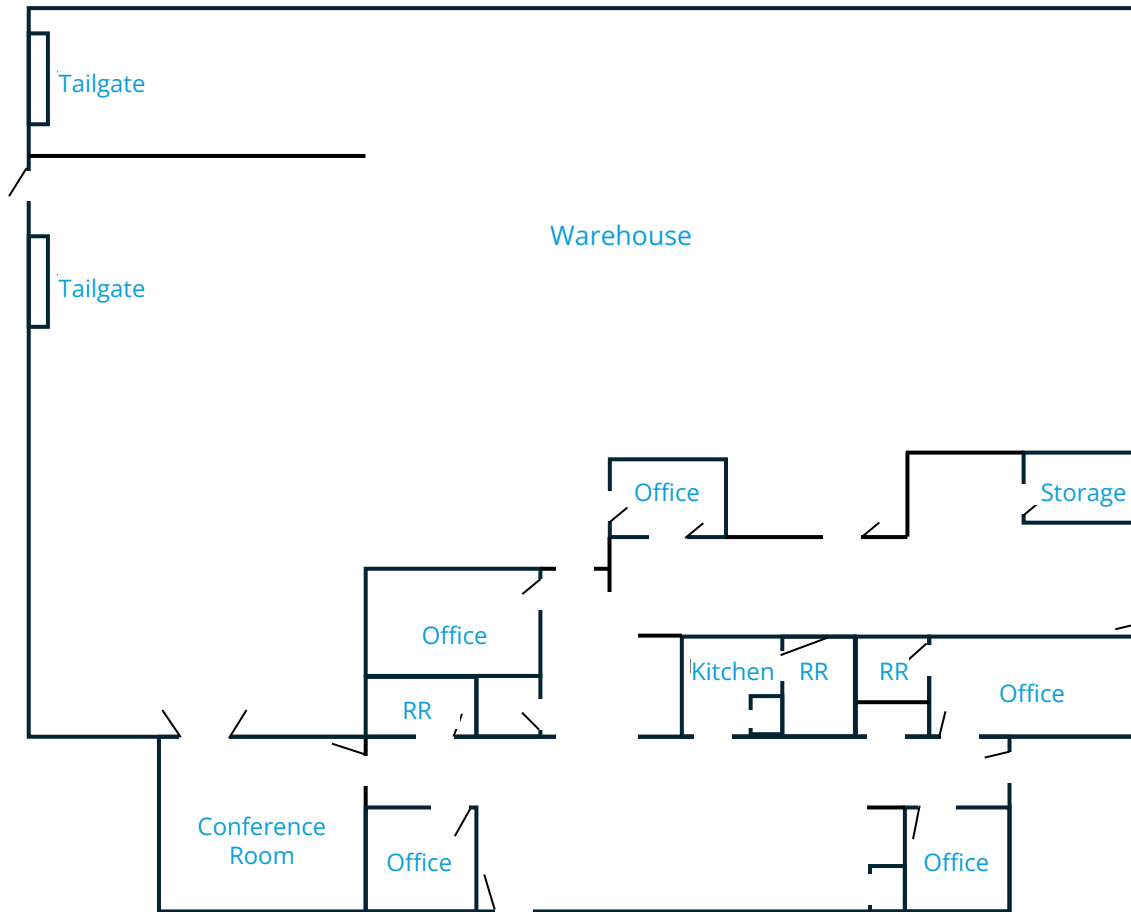 Tailgate
Warehouse
Tailgate
Office
Storage
Office
Kitchen
RR
RR
Office
RR
Conference
Room
Office
Office